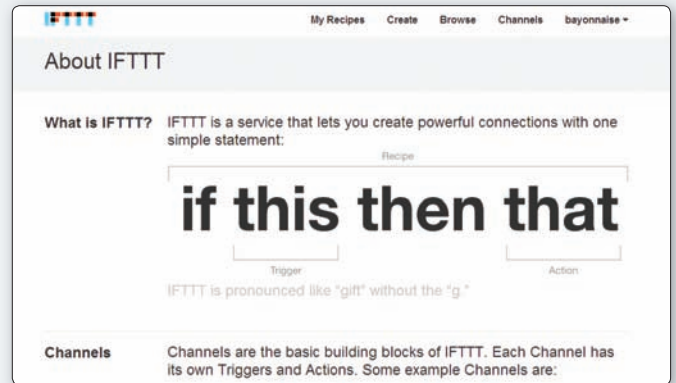 IFTTT
My Recipes Create Browse Channels bayonnaise
About IFTTT
What is IFTTT?
IFTTT is a service that lets you create powerful connections with one
simple statement:
Recipe
if this then that
Trigger Action
IFTTT is pronounced like “gift” without the “g.”
Channels
Channels are the basic building blocks of IFTTT. Each Channel has
its own Triggers and Actions. Some example Channels are: